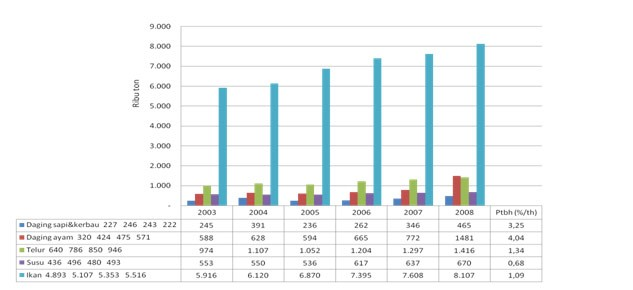 9.000
8.000
7.000
6.000
5.000
4.000
3.000
2.000
1.000
-
Ribu ton
2003 2004 2005 2006 2007 2008 Ptbh (%/th)
Daging sapi&kerbau 227 246 243 222 245 391 236 262 346 465 3,25
Daging ayam 320 424 475 571 588 628 594 665 772 1481 4,04
Telur 640 786 850 946 974 1.107 1.052 1.204 1.297 1.416 1,34
Susu 436 496 480 493 553 550 536 617 637 670 0,68
Ikan 4.893 5.107 5.353 5.516 5.916 6.120 6.870 7.395 7.608 8.107 1,09